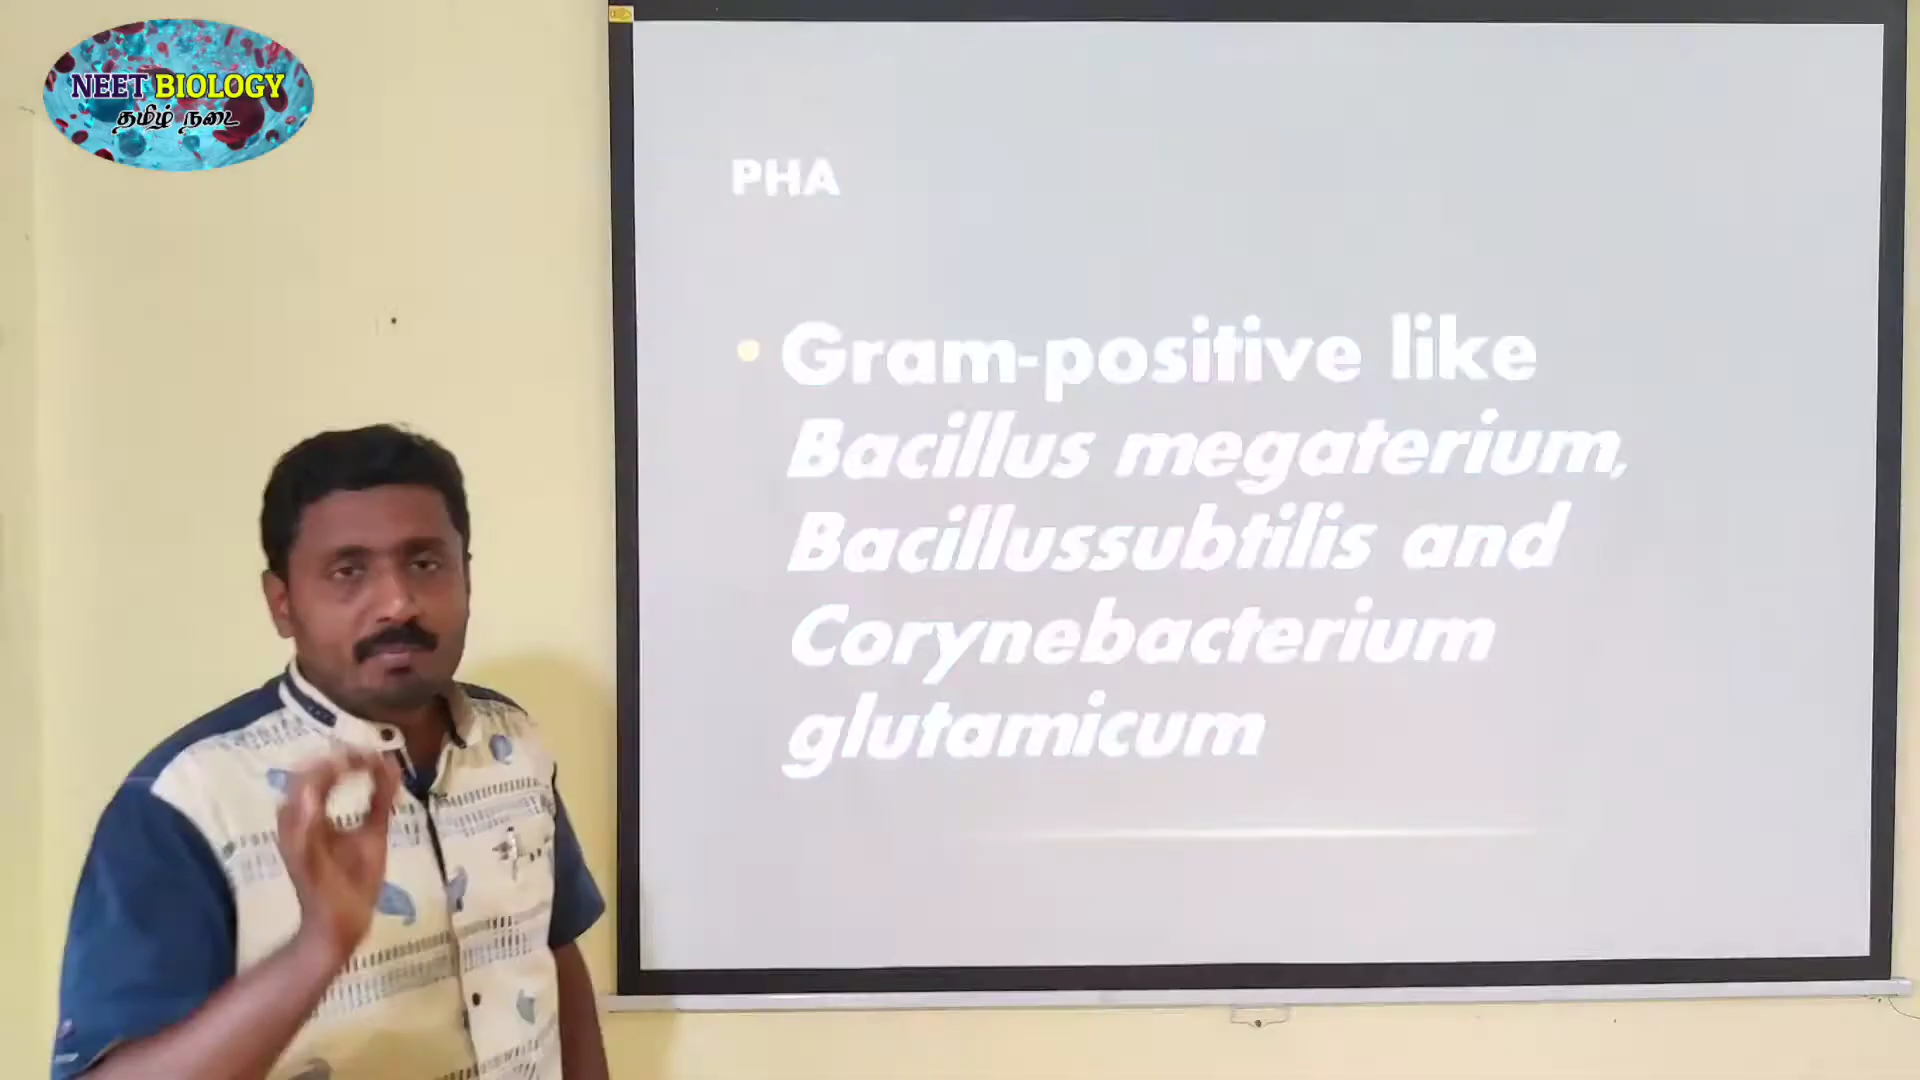 NEET BIOLOGY
தமிழ் நடை
PHA
• Gram-positive like
Bacillus megaterium,
Bacillussubtilis and
Corynebacterium
glutamicum